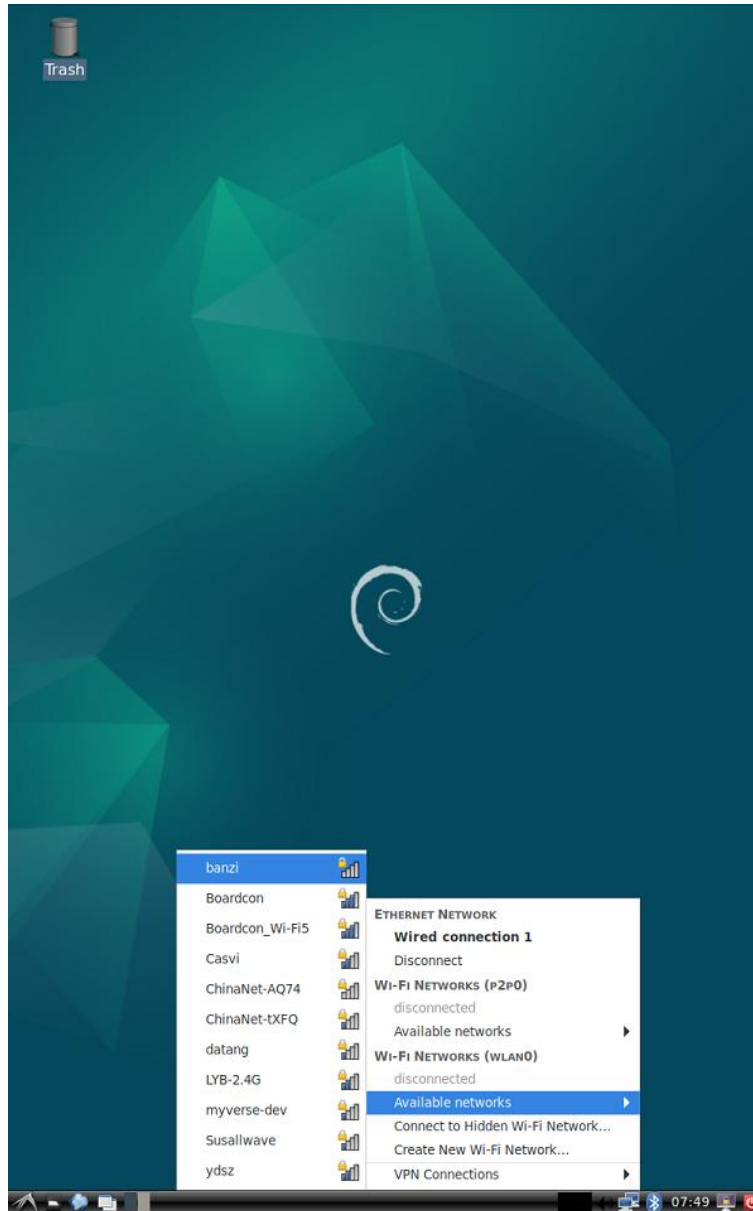 Trash
banzi
Boardcon
Boardcon_Wi-Fi5
Casvi
ChinaNet-AQ74
ChinaNet-tXFQ
datang
LYB-2.4G
myverse-dev
Susallwave
ydsz
ETHERNET NETWORK
Wired connection 1
Disconnect
WI-FI NETWORKS (P2P0)
disconnected
Available networks
WI-FI NETWORKS (WLAN0)
disconnected
Available networks
Connect to Hidden Wi-Fi Network...
Create New Wi-Fi Network...
VPN Connections
07:49